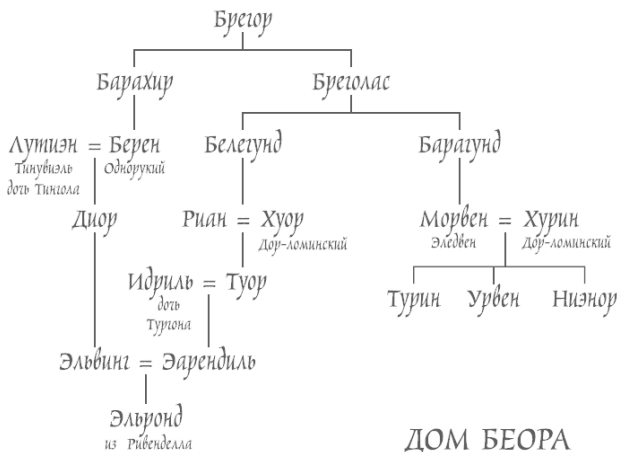 Брегор
Барахир Бреголас
Лутиэн = Берен Белегунд Барагунд
Тинувиэль Однорукий
дочь Тингола
Диор Риан = Хуор Морвен = Хурин
Дор-ломинский Эледвен Дор-ломинский
Идриль = Туор Турин Урвен Ниэнор
дочь
Тургона
Эльвинг = Эарендиль
Эльронд
из Ривенделла
ДОМ БЕОРА